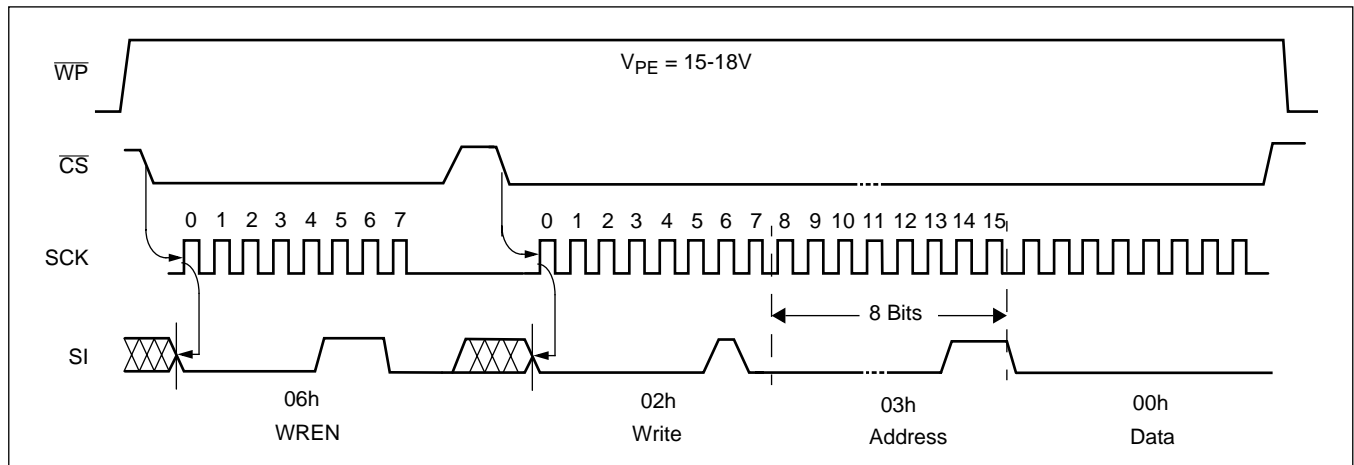 V_PE = 15-18V
WP
CS
0 1 2 3 4 5 6 7 0 1 2 3 4 5 6 7 8 9 10 11 12 13 14 15
SCK
8 Bits
SI
06h 02h 03h 00h
WREN Write Address Data